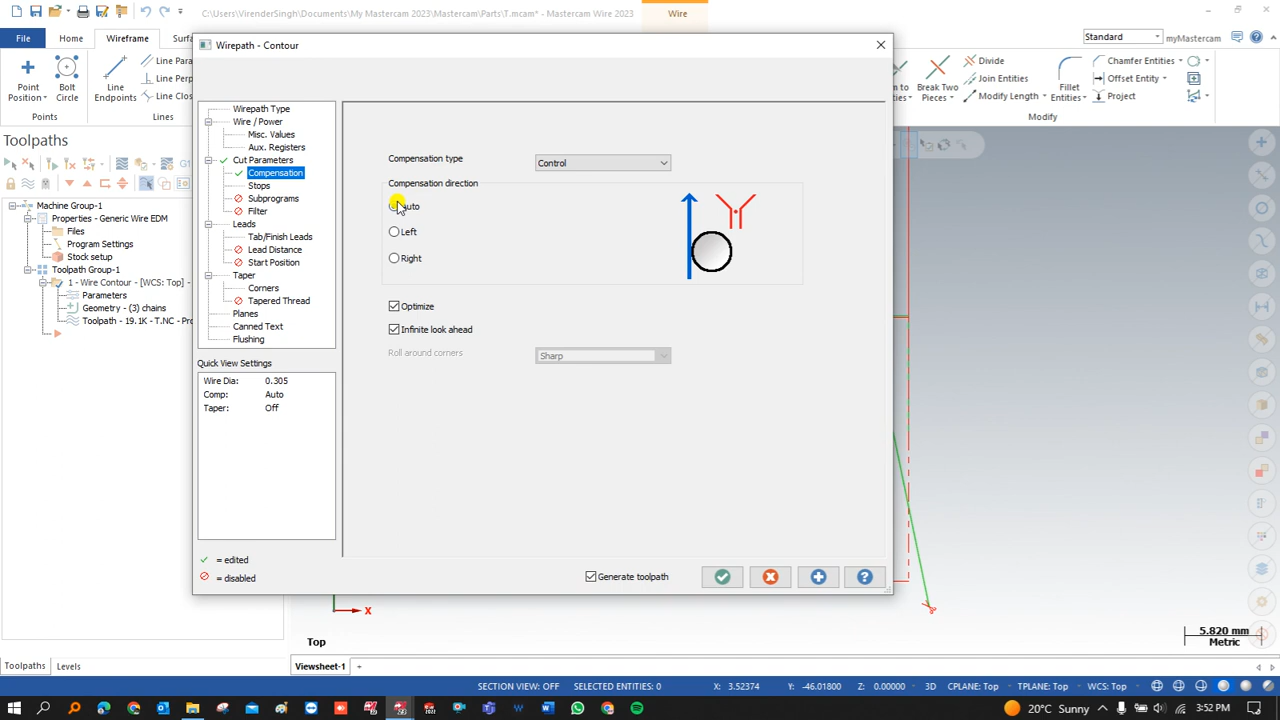 C:\Users\VirenderSingh\Documents\My Mastercam 2023\Mastercam\Parts\T.mcam* - Mastercam Wire 2023
Wire
File
Home
Wireframe
Standard
myMastercam
Point
Position
Bolt
Circle
Line
Endpoints
Points
Lines
Break Two
Pieces
Divide
Join Entities
Modify Length
Fillet
Entities
Chamfer Entities
Offset Entity
Project
Modify
Toolpaths
Machine Group-1
Properties - Generic Wire EDM
Files
Program Settings
Stock setup
Toolpath Group-1
1 - Wire Contour - [WCS: Top]
Parameters
Geometry - (3) chains
Toolpath - 19.1K - T.NC
Wirepath - Contour
Wirepath Type
Wire / Power
Misc. Values
Aux. Registers
Cut Parameters
Compensation
Stops
Subprograms
Filter
Leads
Tab/Finish Leads
Lead Distance
Start Position
Taper
Corners
Tapered Thread
Planes
Canned Text
Flushing
Quick View Settings
Wire Dia: 0.305
Comp: Auto
Taper: Off
= edited
= disabled
Compensation type
Control
Compensation direction
Auto
Left
Right
Optimize
Infinite look ahead
Roll around corners
Sharp
Generate toolpath
X
Top
5.820 mm
Metric
Toolpaths
Levels
Viewsheet-1
SECTION VIEW: OFF
SELECTED ENTITIES: 0
X: 3.52374
Y: -46.01800
Z: 0.00000
3D
CPLANE: Top
TPLANE: Top
WCS: Top
20°C Sunny
3:52 PM